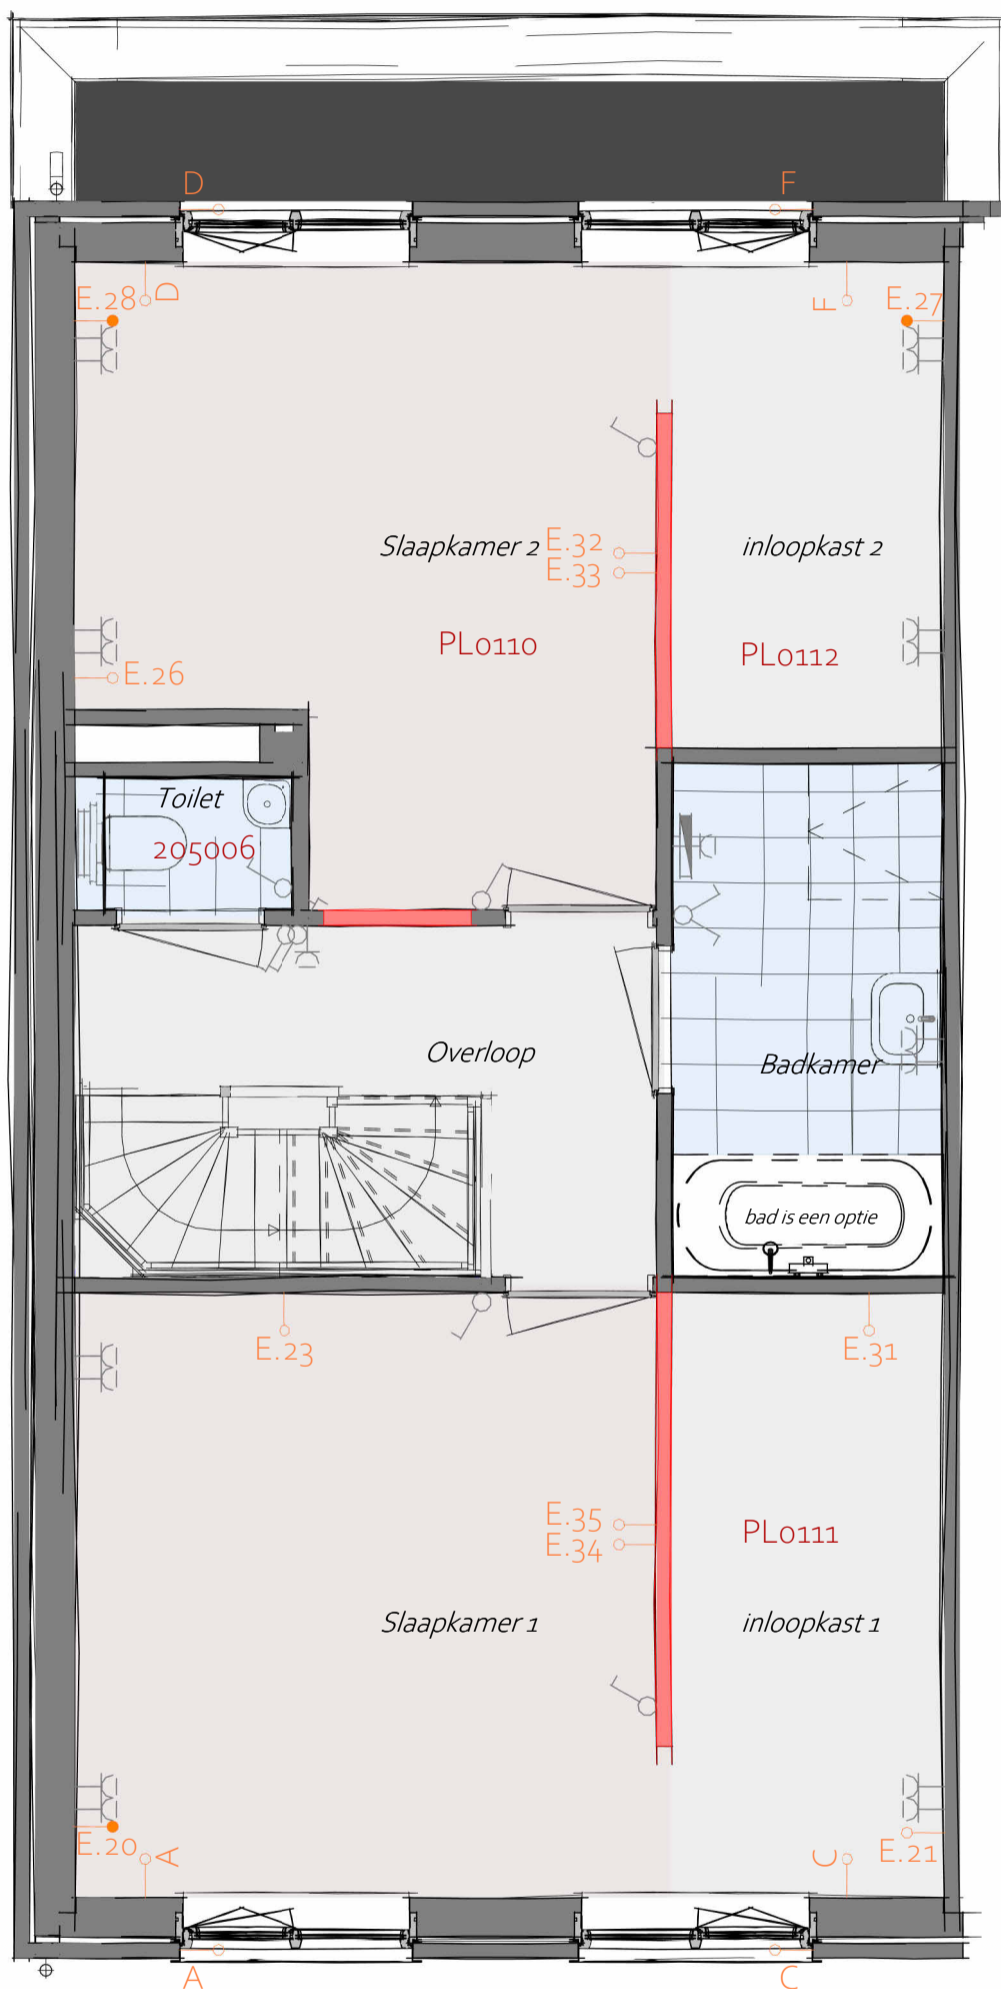 D
F
E.28
D
F
E.27
Slaapkamer 2
E.32
inloopkast 2
E.33
PL0110
PL0112
E.26
Toilet
205006
Overloop
Badkamer
bad is een optie
E.23
E.31
E.35
PL0111
E.34
Slaapkamer 1
inloopkast 1
E.20
A
C
E.21
A
C